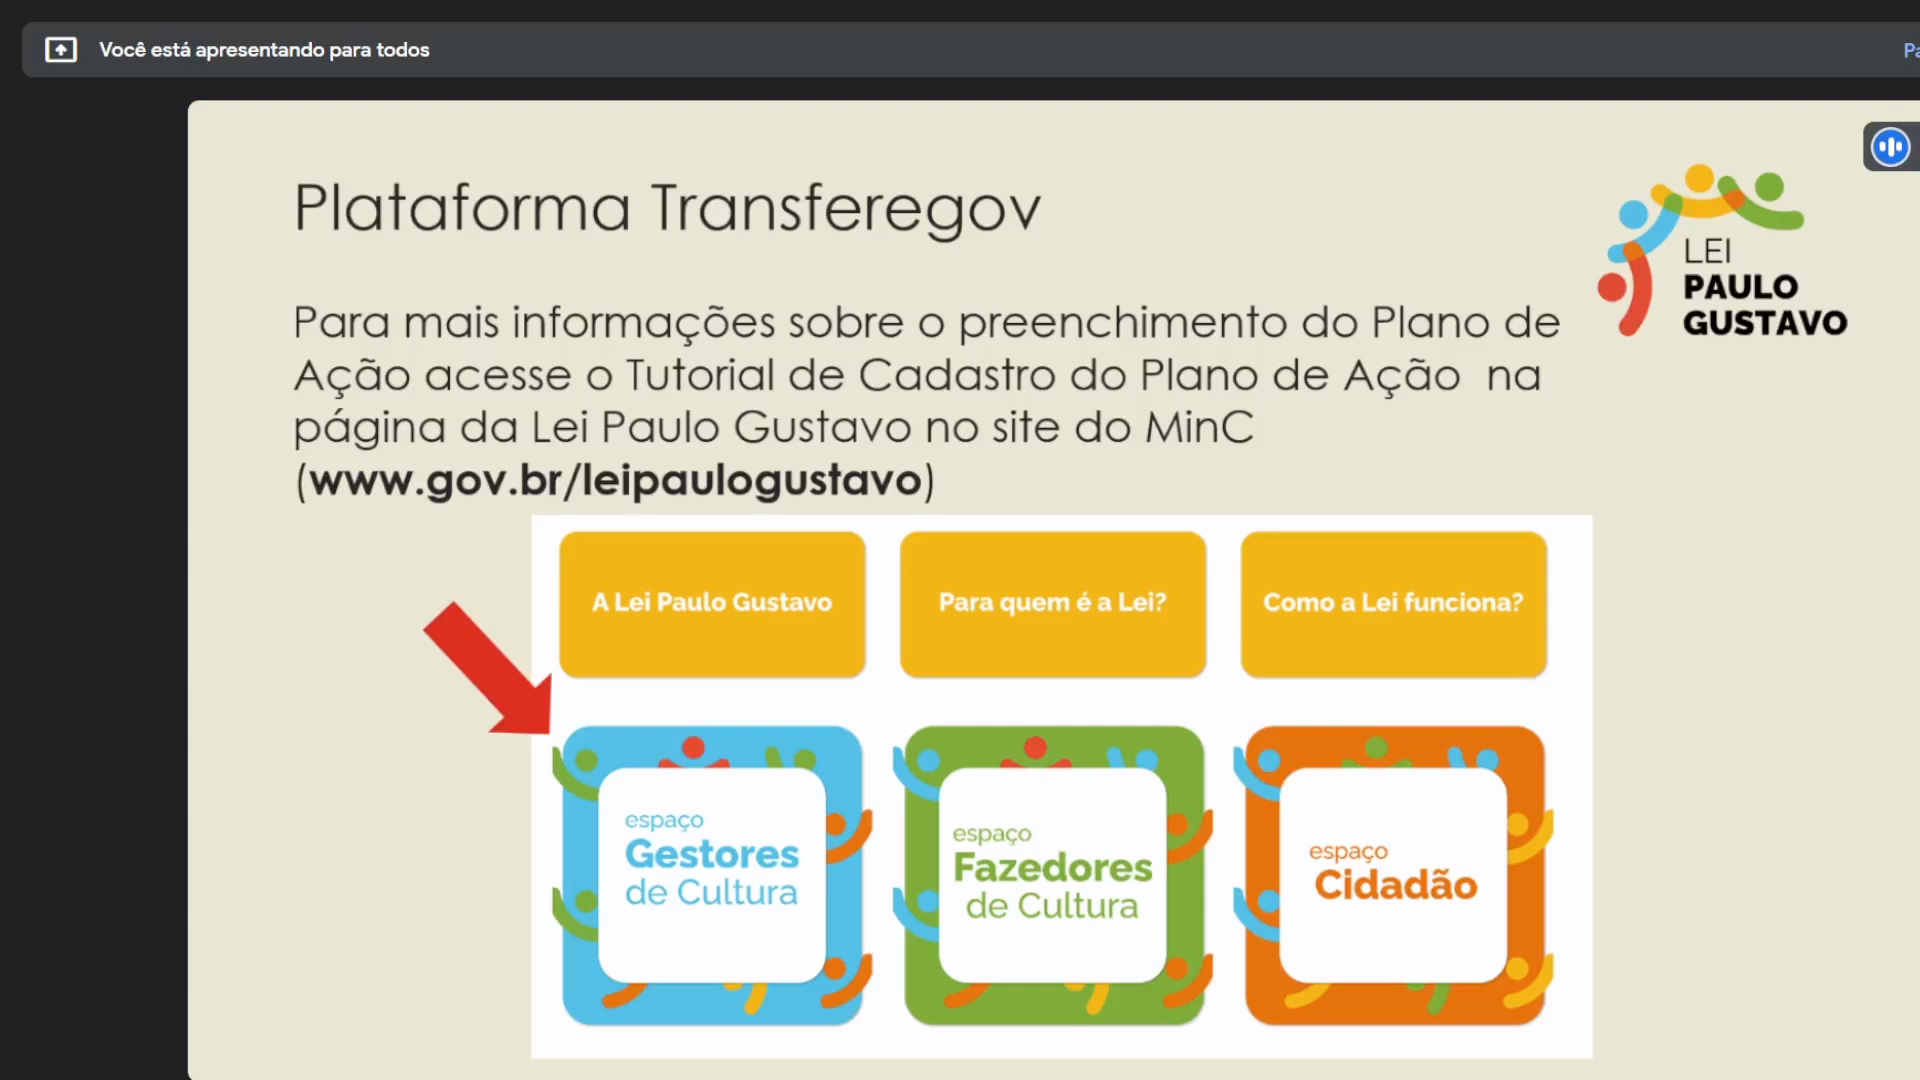 Você está apresentando para todos
Plataforma Transferegov
LEI
PAULO
GUSTAVO
Para mais informações sobre o preenchimento do Plano de
Ação acesse o Tutorial de Cadastro do Plano de Ação na
página da Lei Paulo Gustavo no site do MinC
(www.gov.br/leipaulogustavo)
A Lei Paulo Gustavo
Para quem é a Lei?
Como a Lei funciona?
espaço
Gestores
de Cultura
espaço
Fazedores
de Cultura
espaço
Cidadão